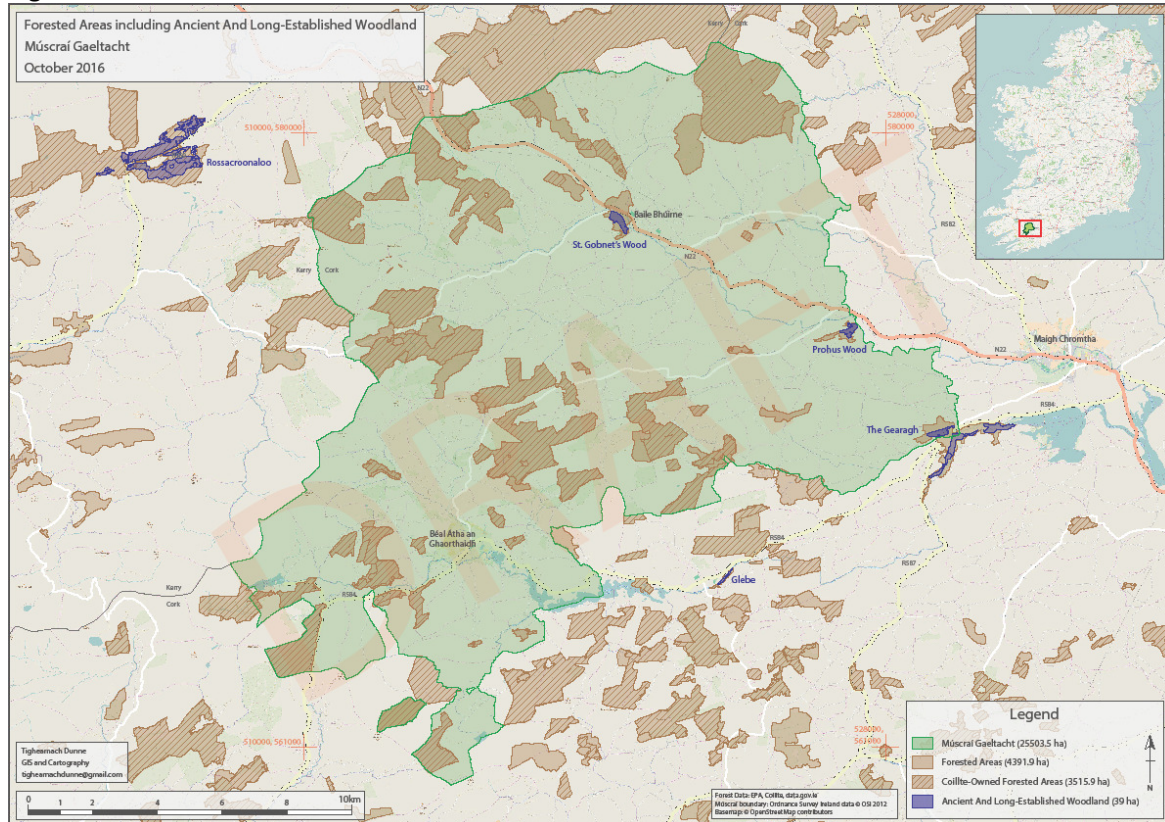 Forested Areas including Ancient And Long-Established Woodland
Múscraí Gaeltacht
October 2016
Kerry
Cork
N22
510000, 580000
528000
580000
Rossacroonaloo
R582
Baile Bhúirne
St. Gobnet's Wood
Kerry
Cork
N22
Prohus Wood
Maigh Chromtha
N22
R584
The Gearagh
Béal Átha an
Ghaorthaidh
R584
R587
Glebe
Kerry
Cork
R584
DRAFT
510000, 561000
528000
561000
Tighearnach Dunne
GIS and Cartography
tighearnachdunne@gmail.com
0 1 2 4 6 8 10km
Forest Data: EPA, Coillte, data.gov.ie
Múscraí boundary: Ordnance Survey Ireland data © OSI 2012
Basemap: © OpenStreetMap contributors
Legend
Múscraí Gaeltacht (25503.5 ha)
Forested Areas (4391.9 ha)
Coillte-Owned Forested Areas (3515.9 ha)
Ancient And Long-Established Woodland (39 ha)
N